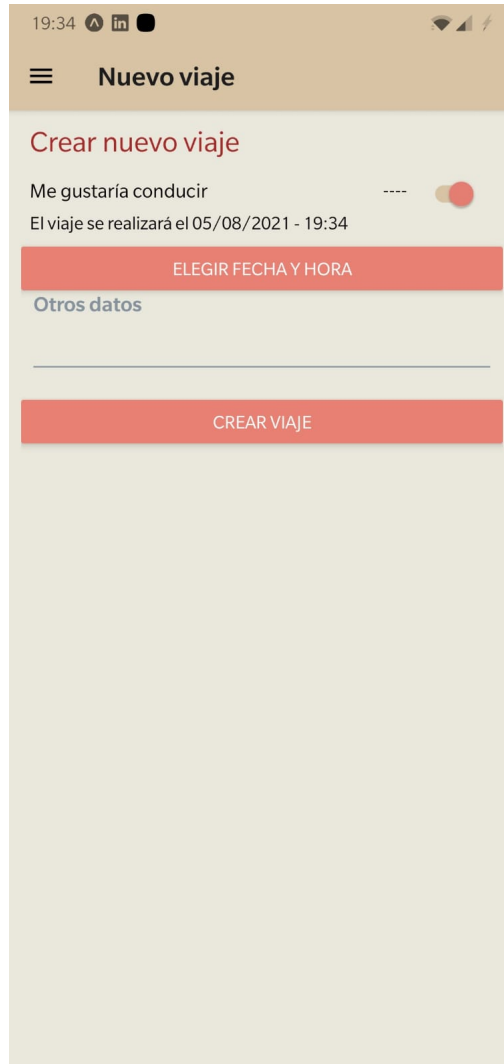 19:34 in
Nuevo viaje
Crear nuevo viaje
Me gustaría conducir ----
El viaje se realizará el 05/08/2021 - 19:34
ELEGIR FECHA Y HORA
Otros datos
CREAR VIAJE